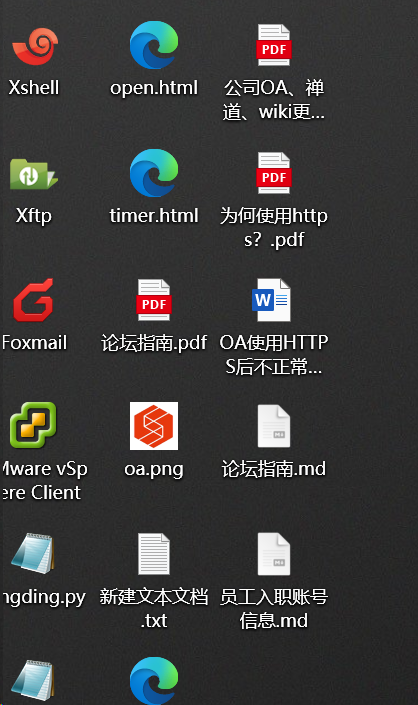 Xshell
open.html
公司OA、禅
道、wiki更...
Xftp
timer.html
为何使用http
s？.pdf
Foxmail
论坛指南.pdf
OA使用HTTP
S后不正常...
Mware vSp
ere Client
oa.png
论坛指南.md
ngding.py
新建文本文档
.txt
员工入职账号
信息.md
PDF
PDF
PDF
W